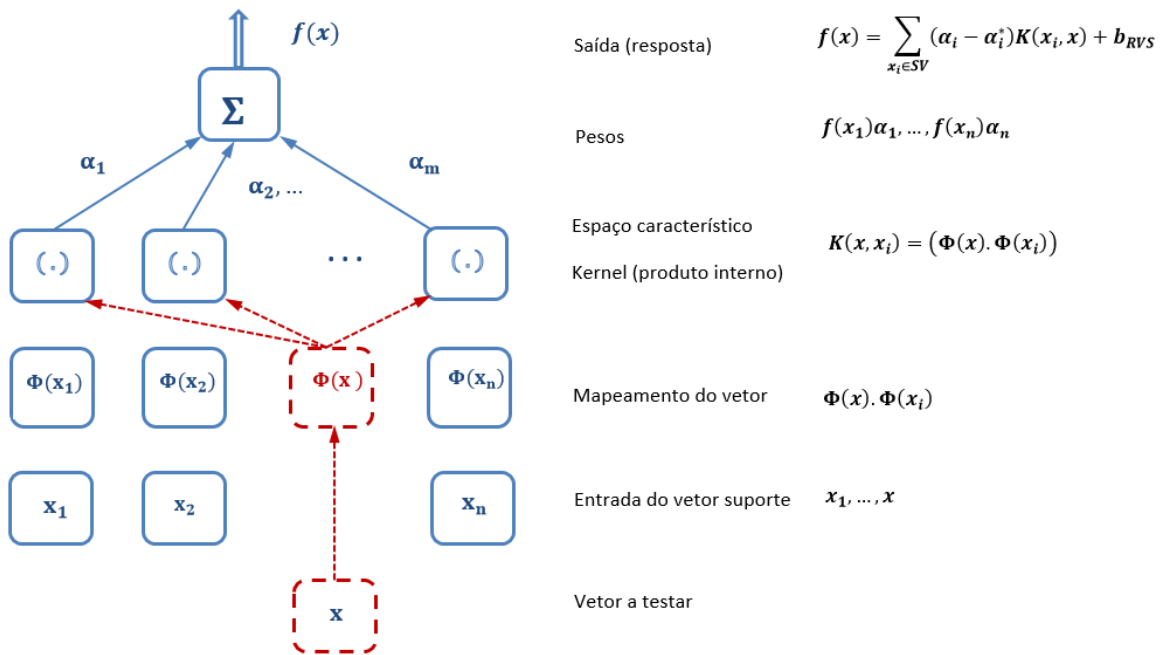 f(x)
Saída (resposta)
f(x) = ∑ (α_i − α_i^*)K(x_i, x) + b_RVS
x_i∈SV
Σ
Pesos
f(x_1)α_1, … , f(x_n)α_n
α_1
α_2, …
α_m
Espaço característico
(.) (.) … (.)
K(x, x_i) = (Φ(x). Φ(x_i))
Kernel (produto interno)
Φ(x_1) Φ(x_2) Φ(x) Φ(x_n)
Mapeamento do vetor
Φ(x). Φ(x_i)
x_1 x_2 x_n
Entrada do vetor suporte
x_1, … , x
x
Vetor a testar